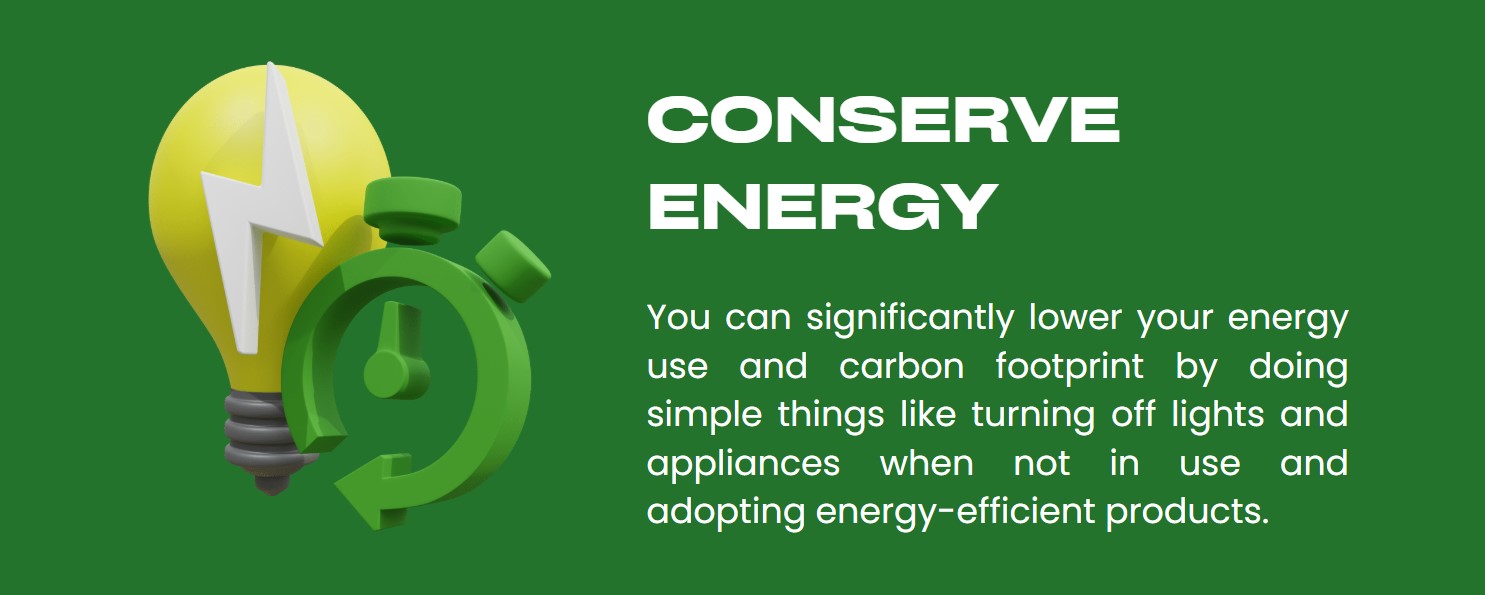 CONSERVE
ENERGY
You can significantly lower your energy
use and carbon footprint by doing
simple things like turning off lights and
appliances when not in use and
adopting energy-efficient products.